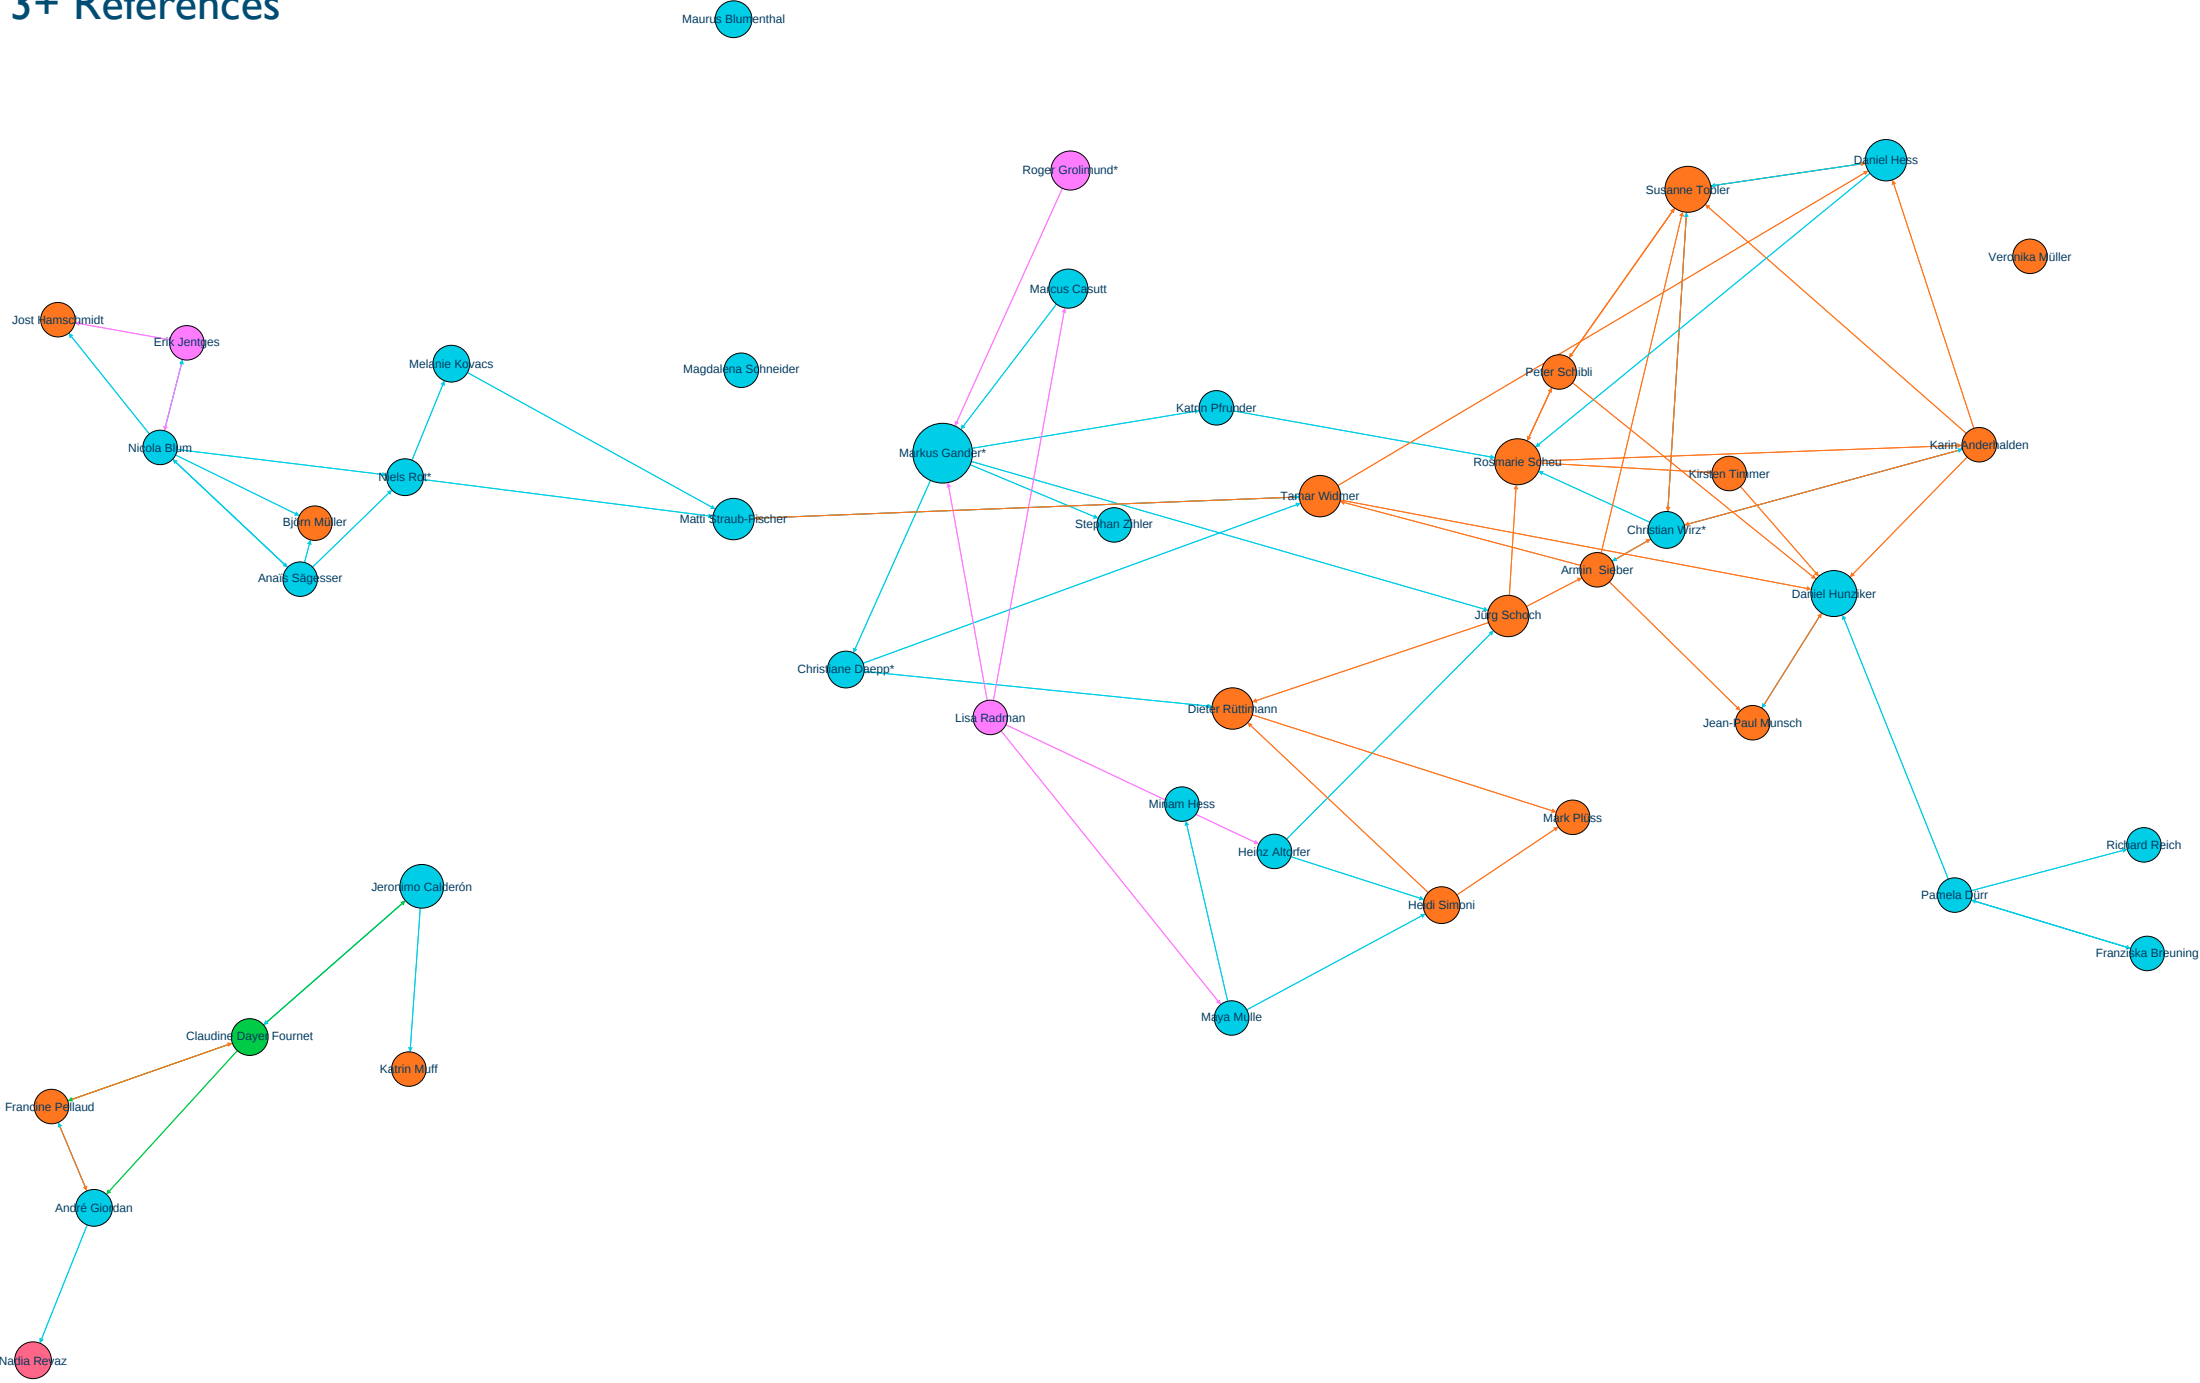 3+ References
Maurus Blumenthal
Daniel Hess
Roger Grolimund*
Susanne Tobler
Veronika Müller
Marcus Casutt
Jost Hamschmidt
Erik Jentges
Melanie Kovacs
Magdalena Schneider
Peter Schibli
Katrin Pfrunder
Nicola Blum
Markus Gander*
Karin Anderhalden
Rosmarie Scheu
Kirsten Timmer
Niels Rot*
Tamar Widmer
Björn Müller
Matti Straub-Fischer
Stephan Zihler
Christian Wirz*
Armin Sieber
Anaïs Sägesser
Daniel Hunziker
Jürg Schoch
Christiane Daepp*
Dieter Rüttimann
Lisa Radman
Jean-Paul Munsch
Miriam Hess
Mark Plüss
Heinz Altorfer
Richard Reich
Jeronimo Calderón
Pamela Dürr
Heidi Simoni
Franziska Breuning
Maya Mulle
Claudine Dayer Fournet
Katrin Muff
Francine Pellaud
André Giordan
Nadia Revaz